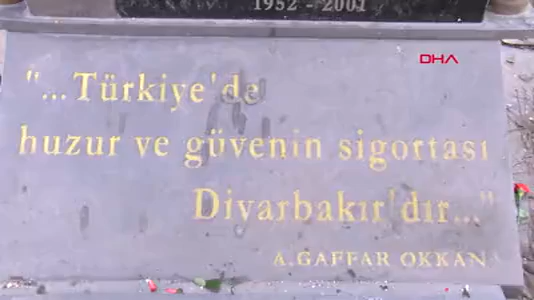 1952 - 2001
DHA
"...Türkiye'de
huzur ve güvenin sigortası
Diyarbakır'dır..."
A.GAFFAR OKKAN